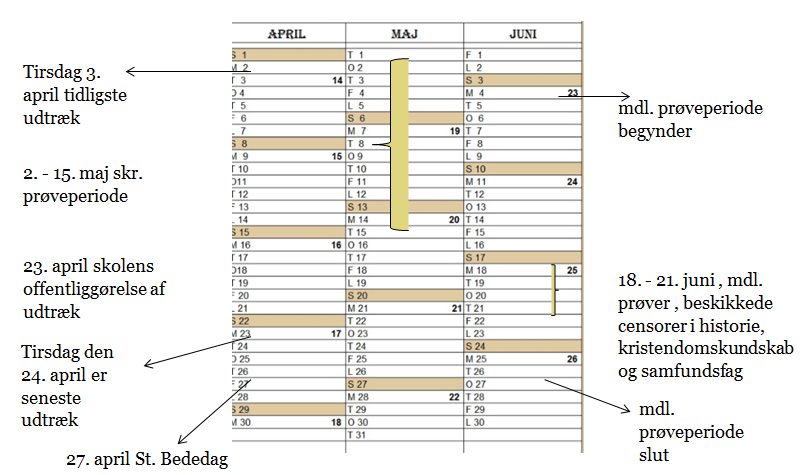 Tirsdag 3.
april tidligste
udtræk
2. - 15. maj skr.
prøveperiode
23. april skolens
offentliggørelse af
udtræk
Tirsdag den
24. april er
seneste
udtræk
27. april St. Bededag
APRIL
S 1
M 2
T 3 14
O 4
T 5
F 6
L 7
S 8
M 9 15
T 10
O11
T 12
F 13
L 14
S 15
M 16 16
T 17
O18
T 19
F 20
L 21
S 22
M 23 17
T 24
O 25
T 26
F 27
L 28
S 29
M 30 18
MAJ
T 1
O 2
T 3
F 4
L 5
S 6
M 7 19
T 8
O 9
T 10
F 11
L 12
S 13
M 14 20
T 15
O 16
T 17
F 18
L 19
S 20
M 21 21
T 22
O 23
T 24
F 25
L 26
S 27
M 28 22
T 29
O 30
T 31
JUNI
F 1
L 2
S 3
M 4 23
T 5
O 6
T 7
F 8
L 9
S 10
M 11 24
T 12
O 13
T 14
F 15
L 16
S 17
M 18 25
T 19
O 20
T 21
F 22
L 23
S 24
M 25 26
T 26
O 27
T 28
F 29
L 30
mdl. prøveperiode
begynder
18. - 21. juni , mdl.
prøver , beskikkede
censorer i historie,
kristendomskundskab
og samfundsfag
mdl.
prøveperiode
slut